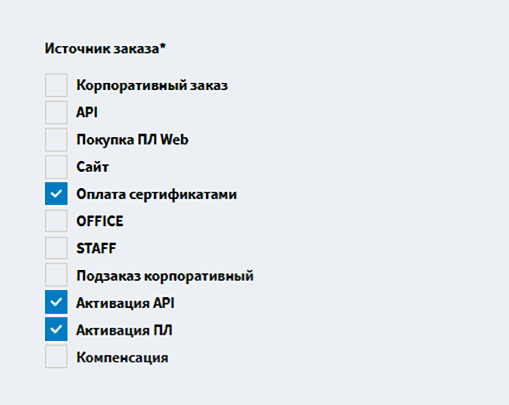 Источник заказа*
Корпоративный заказ
API
Покупка ПЛ Web
Сайт
Оплата сертификатами
OFFICE
STAFF
Подзаказ корпоративный
Активация API
Активация ПЛ
Компенсация